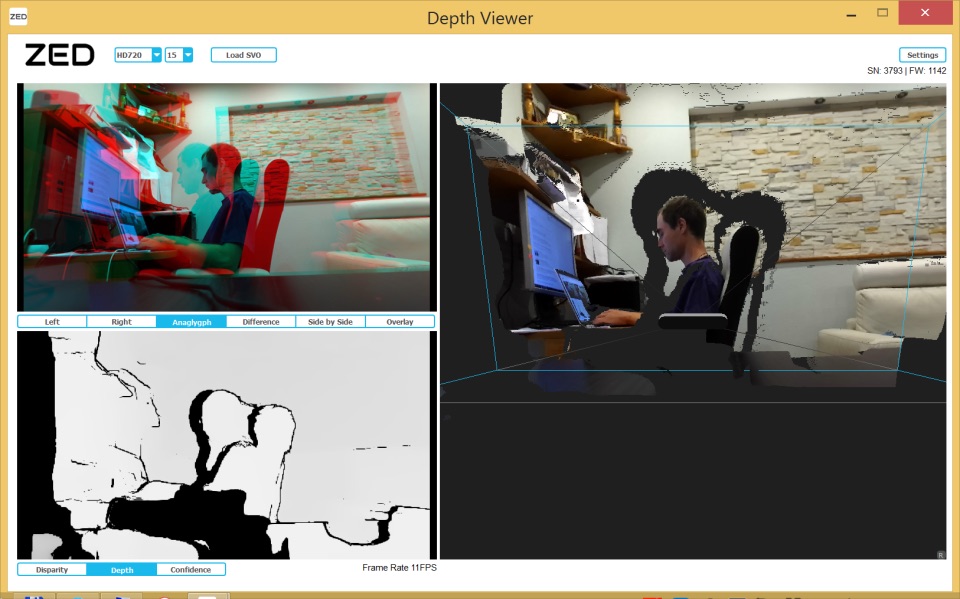 ZED
Depth Viewer
ZED
HD720
15
Load SVO
Settings
SN: 3793 | FW: 1142
Left
Right
Anaglygph
Difference
Side by Side
Overlay
Disparity
Depth
Confidence
Frame Rate 11FPS
R